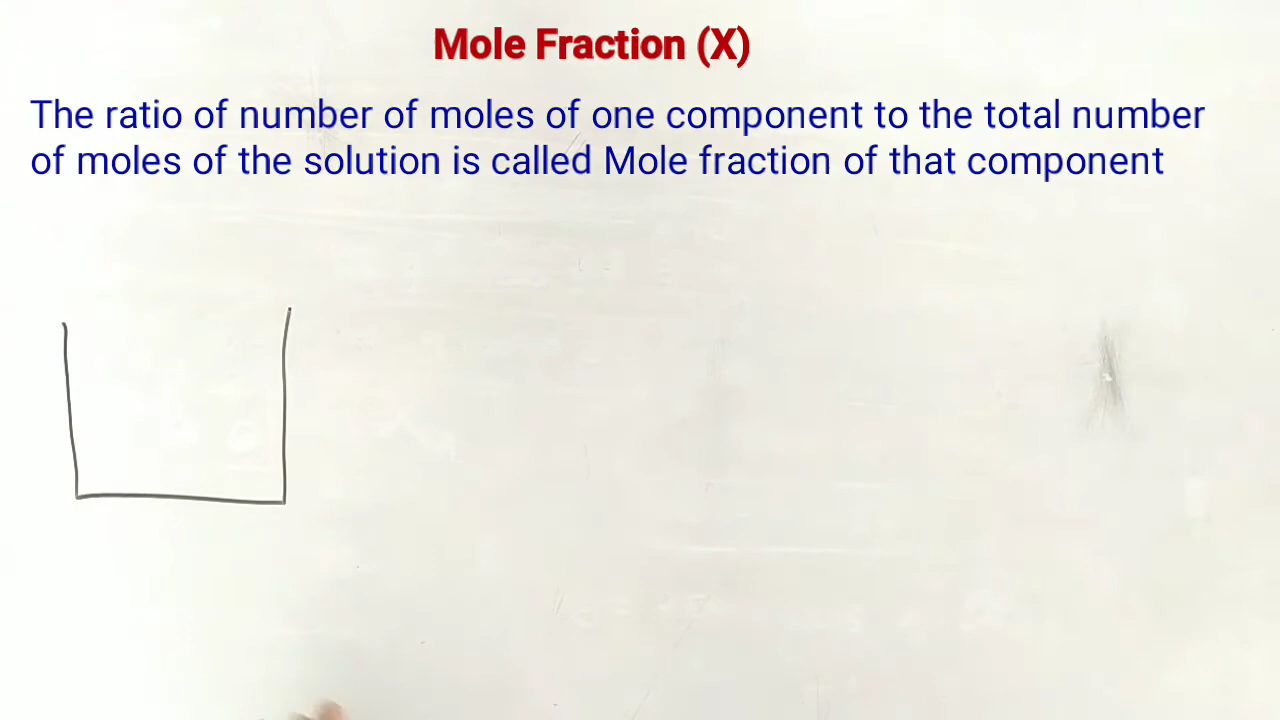 Mole Fraction (X)
The ratio of number of moles of one component to the total number
of moles of the solution is called Mole fraction of that component